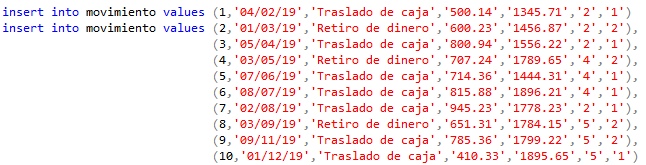 insert into movimiento values (1,'04/02/19','Traslado de caja','500.14','1345.71','2','1')
insert into movimiento values (2,'01/03/19','Retiro de dinero','600.23','1456.87','2','2'),
(3,'05/04/19','Traslado de caja','800.94','1556.22','2','1'),
(4,'03/05/19','Retiro de dinero','707.24','1789.65','4','2'),
(5,'07/06/19','Traslado de caja','714.36','1444.31','4','1'),
(6,'08/07/19','Traslado de caja','815.88','1896.21','4','1'),
(7,'02/08/19','Traslado de caja','945.23','1778.23','2','1'),
(8,'03/09/19','Retiro de dinero','651.31','1784.15','5','2'),
(9,'09/11/19','Traslado de caja','785.36','1799.22','5','2'),
(10,'01/12/19','Traslado de caja','410.33','1895.65','5','1')